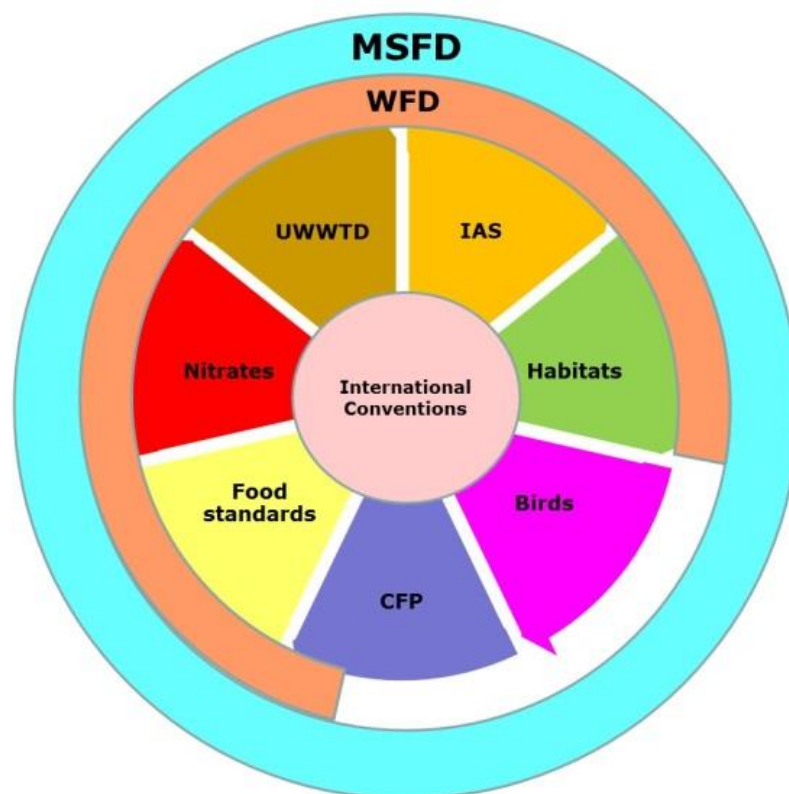 MSFD
WFD
UWWTD
IAS
Nitrates
Habitats
International
Conventions
Food
standards
Birds
CFP